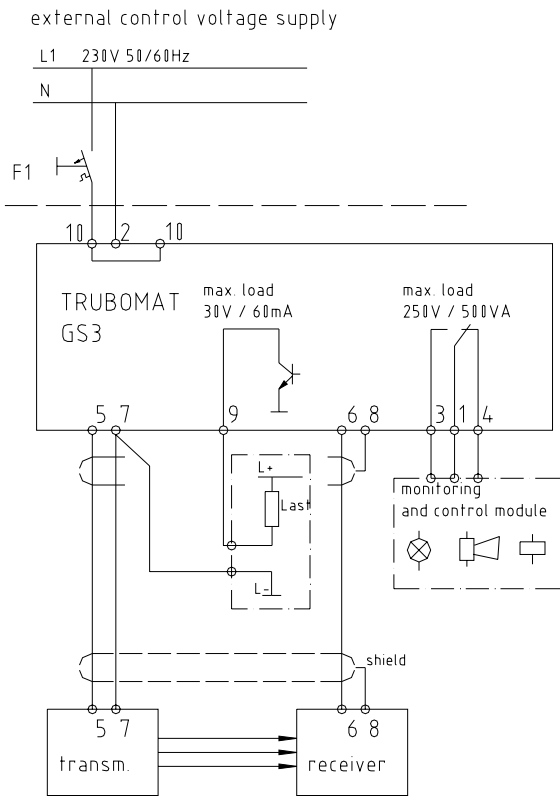 external control voltage supply
L1 230V 50/60Hz
N
F1
10 2 10
TRUBOMAT
GS3
max. load
30V / 60mA
max. load
250V / 500VA
5 7 9 6 8 3 1 4
L+
Last
L-
monitoring
and control module
shield
5 7 6 8
transm.
receiver